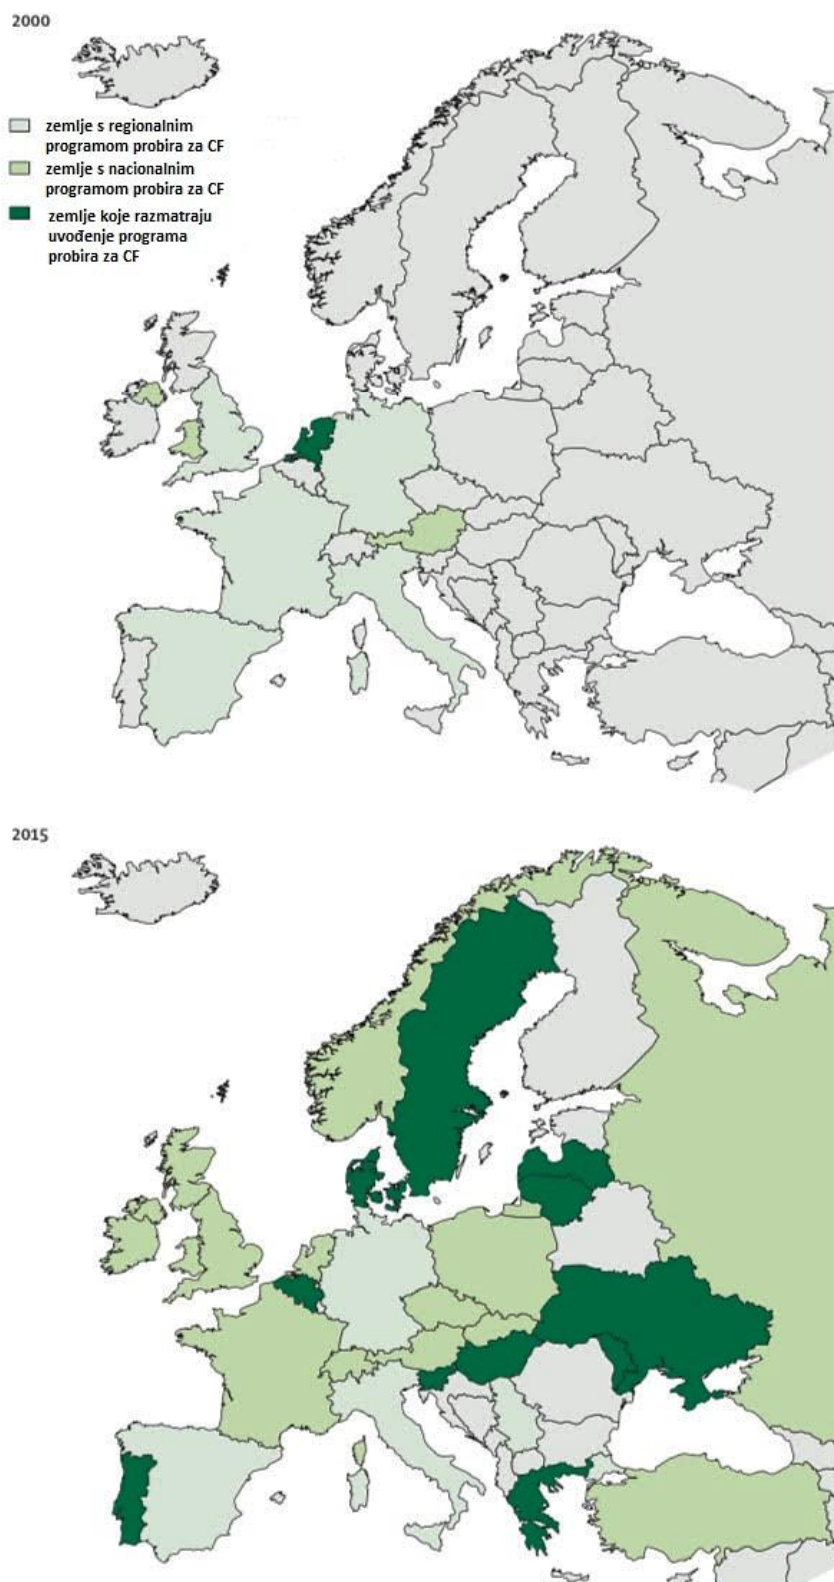 2000
zemlje s regionalnim
programom probira za CF
zemlje s nacionalnim
programom probira za CF
zemlje koje razmatraju
uvođenje programa
probira za CF
2015